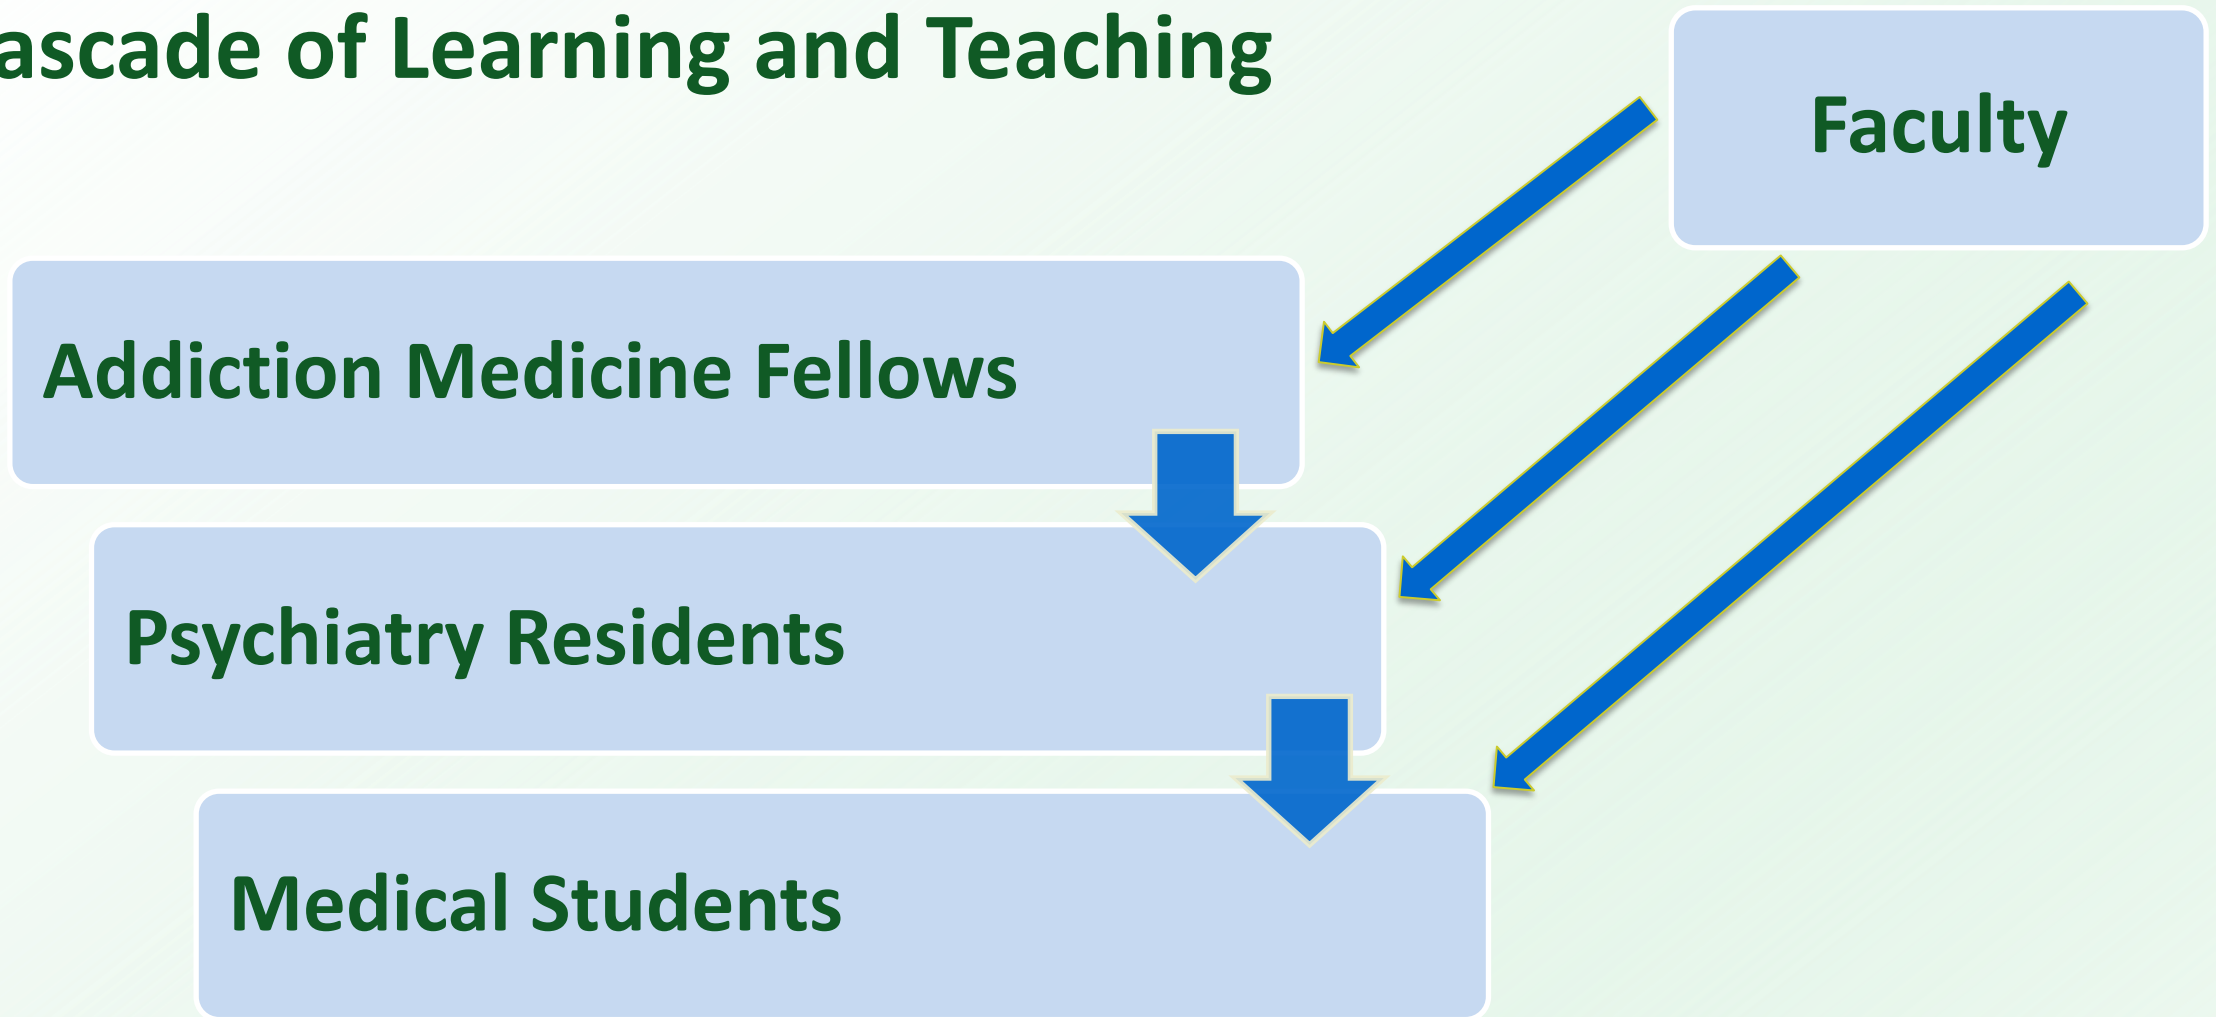 ascade of Learning and Teaching
Faculty
Addiction Medicine Fellows
Psychiatry Residents
Medical Students